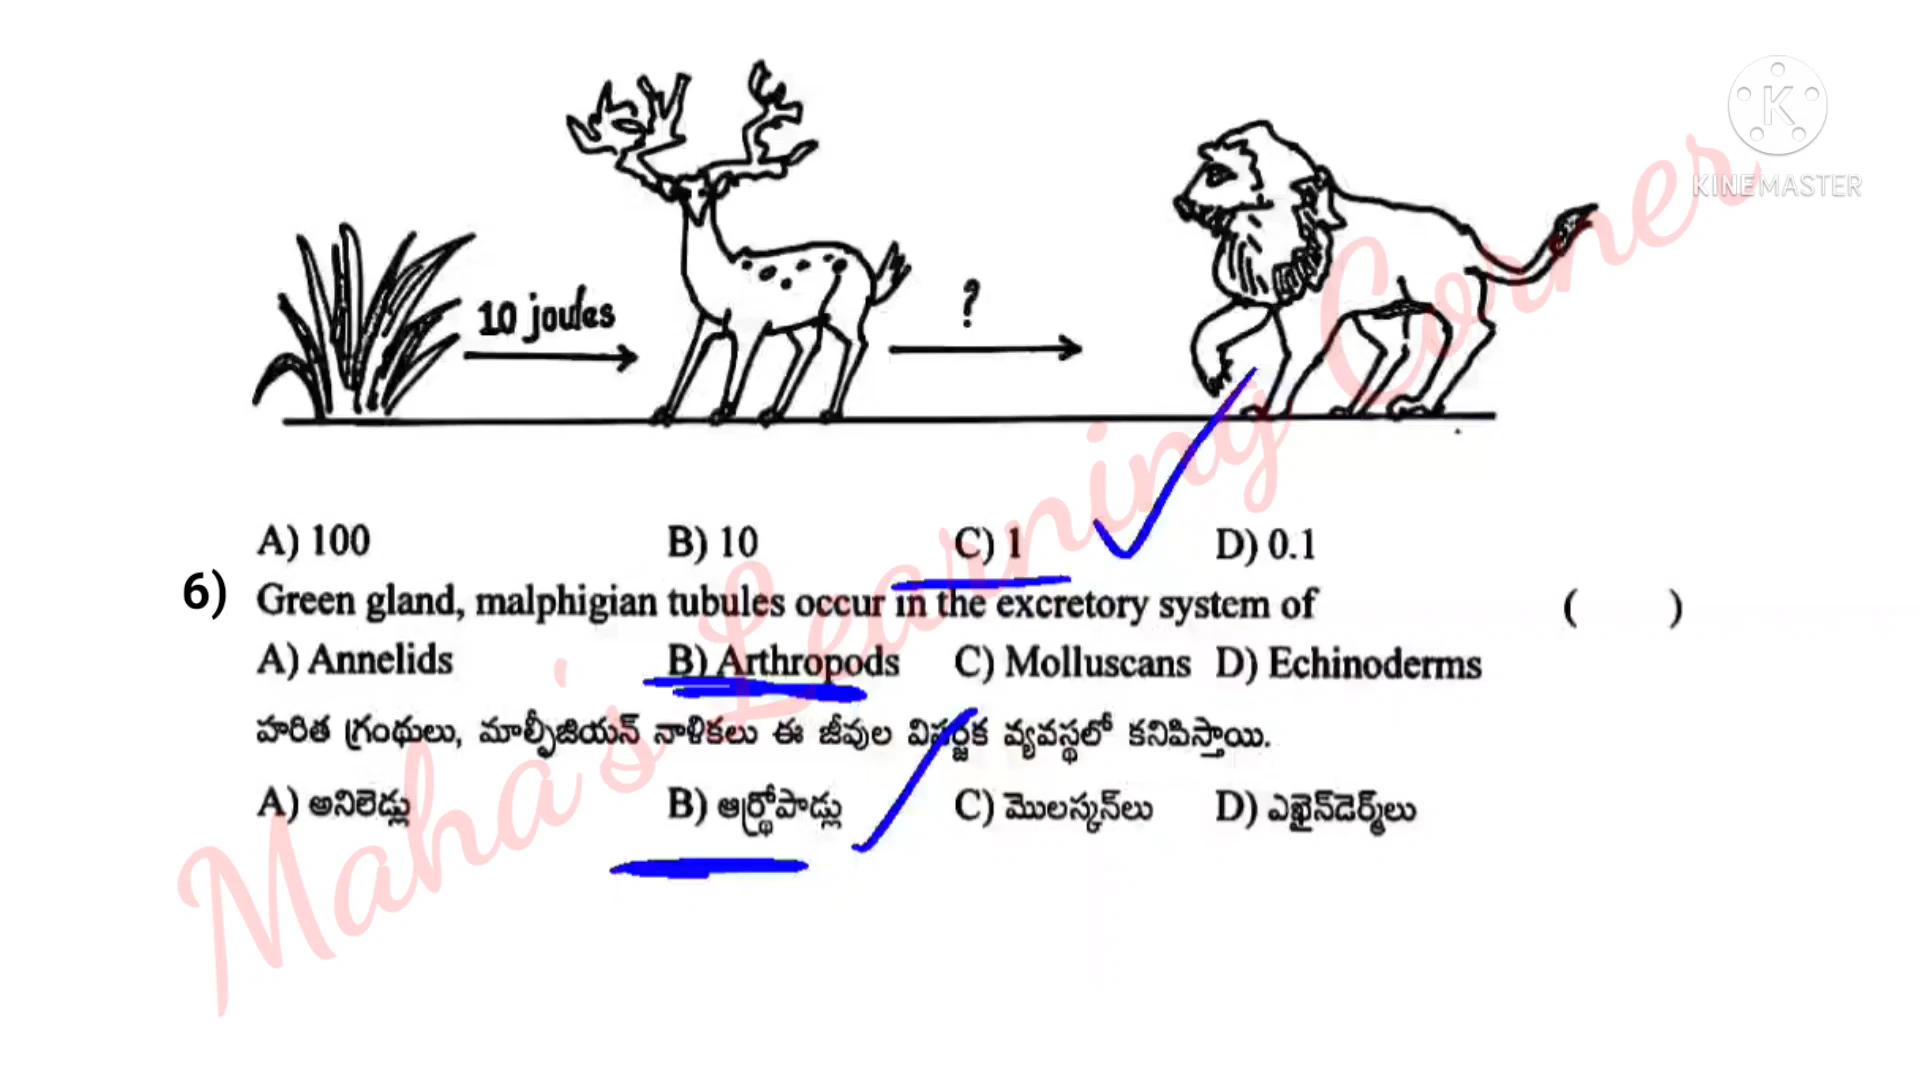 KINEMASTER
10 joules
?
A) 100 B) 10 C) 1 D) 0.1
6) Green gland, malphigian tubules occur in the excretory system of ( )
A) Annelids B) Arthropods C) Molluscans D) Echinoderms
హరిత గ్రంథులు, మాల్ఫీజియన్ నాళికలు ఈ జీవుల విసర్జక వ్యవస్థలో కనిపిస్తాయి.
A) అనిలెడ్లు B) ఆర్థ్రోపాడ్లు C) మొలస్కన్‌లు D) ఎఖైన్‌డెర్మ్‌లు
Maha's Learning Corner